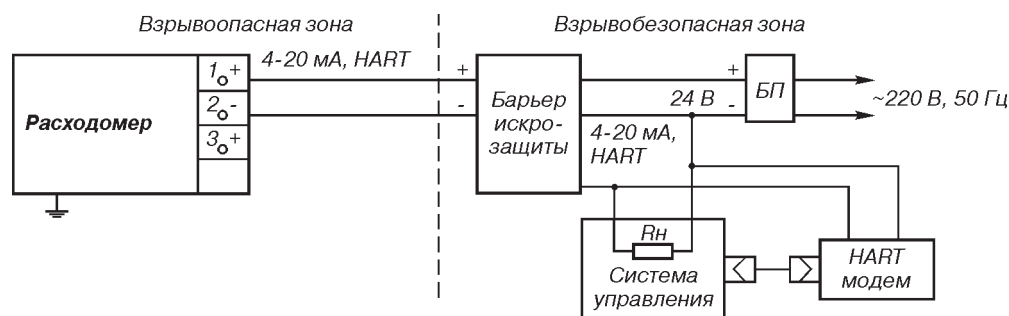 Взрывоопасная зона
Взрывобезопасная зона
4-20 мА, HART
1 +
2 -
3 +
Расходомер
+
-
Барьер
искро-
защиты
+
24 В -
БП
~220 В, 50 Гц
4-20 мА,
HART
Rн
Система
управления
HART
модем